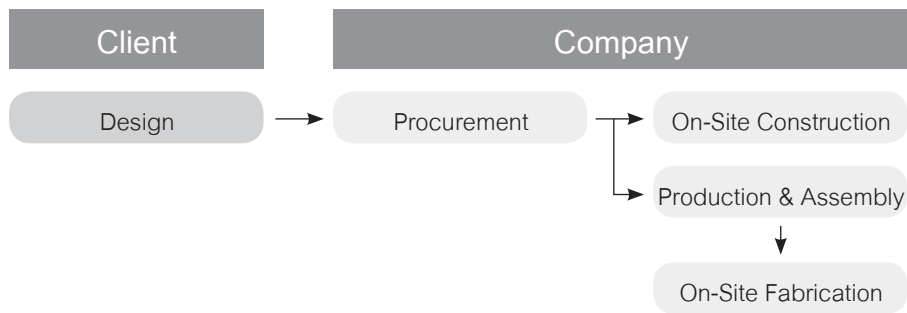 Client
Company
Design
Procurement
On-Site Construction
Production & Assembly
On-Site Fabrication